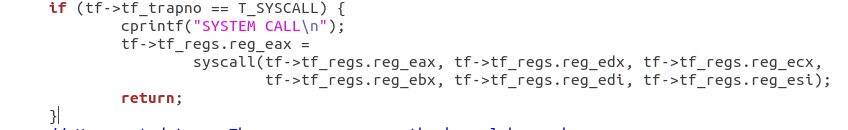 if (tf->tf_trapno == T_SYSCALL) {
cprintf("SYSTEM CALL\n");
tf->tf_regs.reg_eax =
syscall(tf->tf_regs.reg_eax, tf->tf_regs.reg_edx, tf->tf_regs.reg_ecx,
tf->tf_regs.reg_ebx, tf->tf_regs.reg_edi, tf->tf_regs.reg_esi);
return;
}